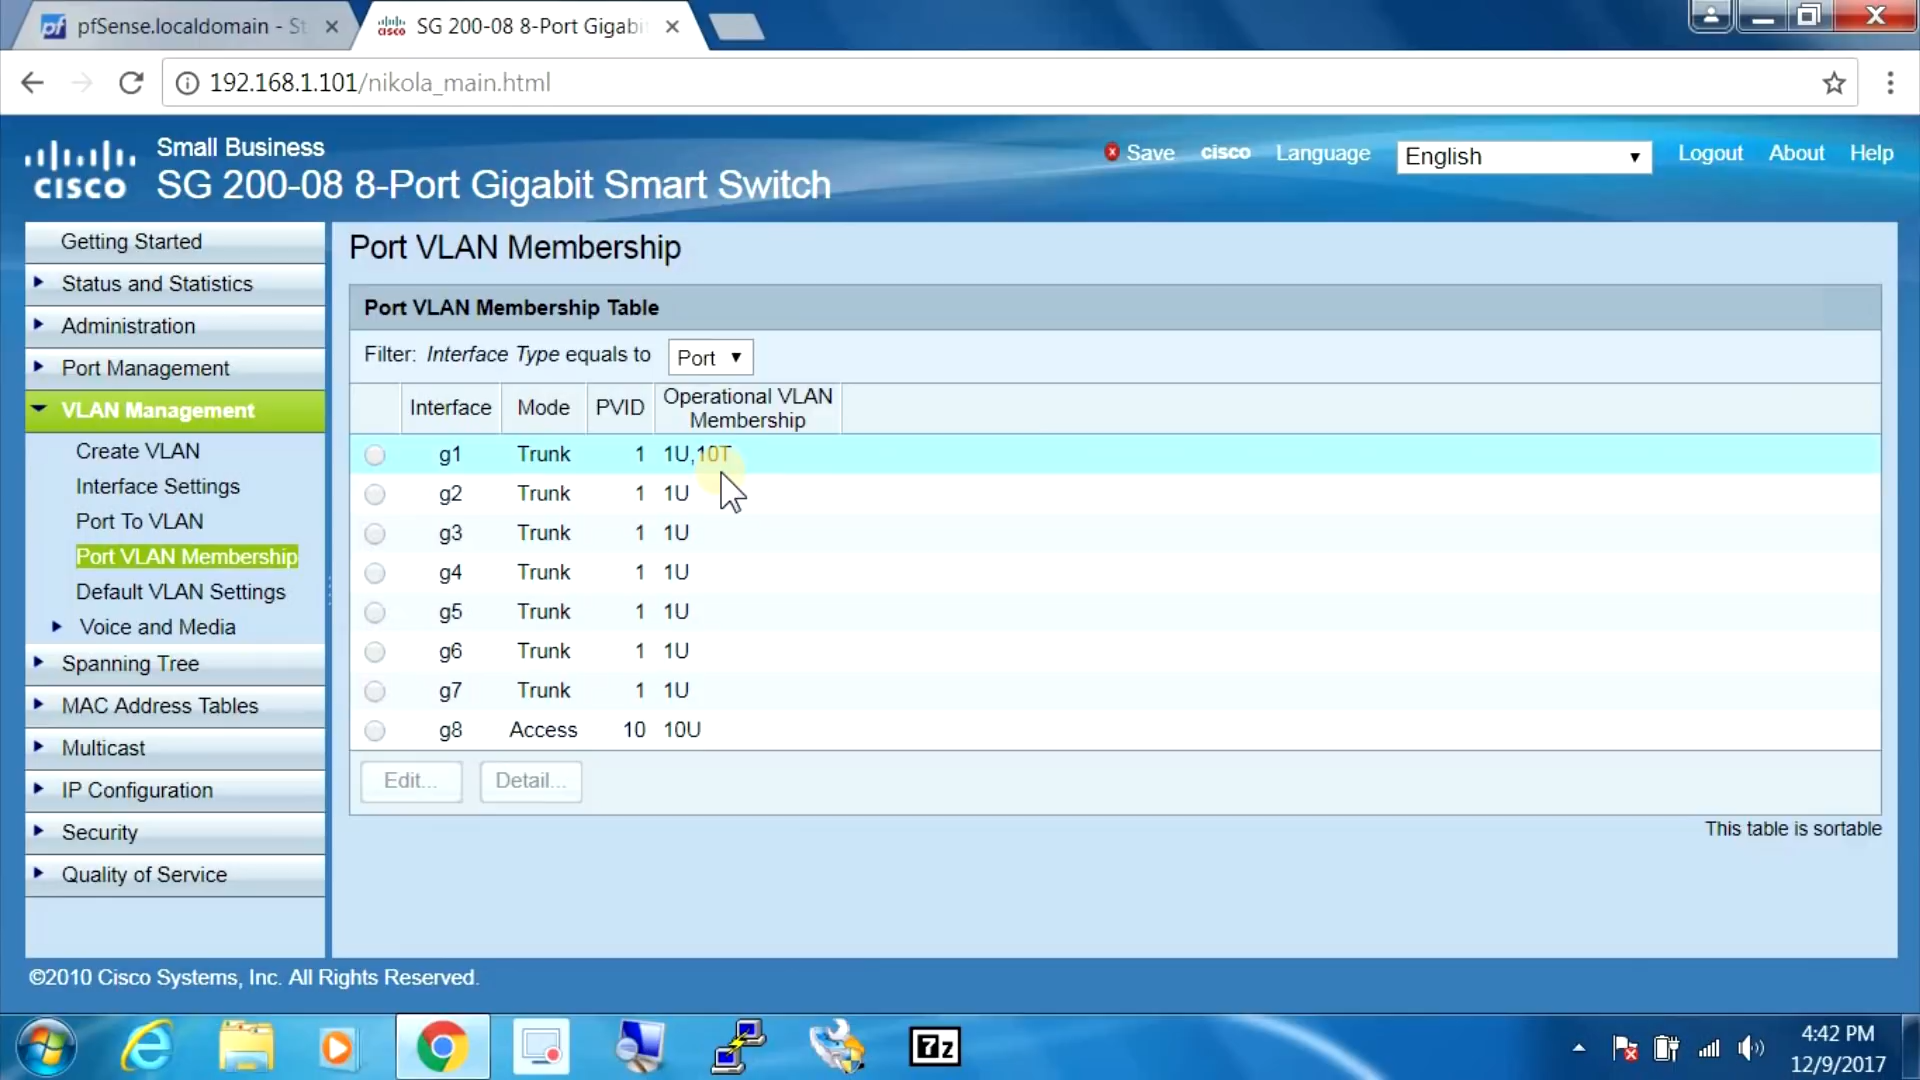 pfSense.localdomain - St
SG 200-08 8-Port Gigabi
192.168.1.101/nikola_main.html
Small Business
SG 200-08 8-Port Gigabit Smart Switch
Save cisco Language English Logout About Help
Getting Started
Status and Statistics
Administration
Port Management
VLAN Management
Create VLAN
Interface Settings
Port To VLAN
Port VLAN Membership
Default VLAN Settings
Voice and Media
Spanning Tree
MAC Address Tables
Multicast
IP Configuration
Security
Quality of Service
Port VLAN Membership
Port VLAN Membership Table
Filter: Interface Type equals to Port
Interface Mode PVID Operational VLAN Membership
g1 Trunk 1 1U,10T
g2 Trunk 1 1U
g3 Trunk 1 1U
g4 Trunk 1 1U
g5 Trunk 1 1U
g6 Trunk 1 1U
g7 Trunk 1 1U
g8 Access 10 10U
Edit... Detail...
This table is sortable
©2010 Cisco Systems, Inc. All Rights Reserved.
4:42 PM
12/9/2017